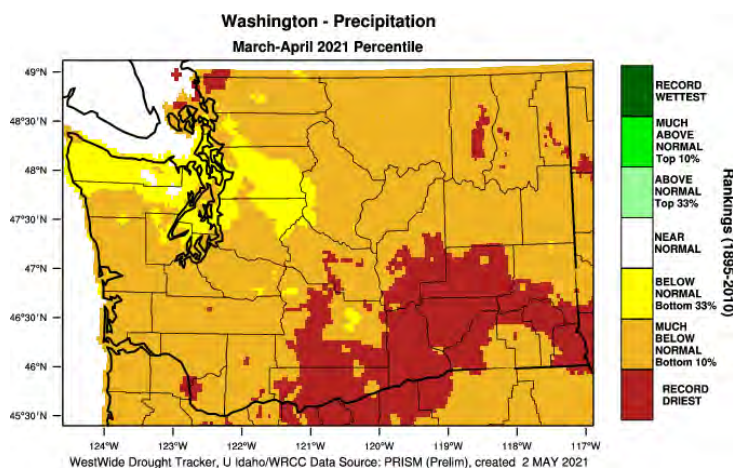 Washington - Precipitation
March-April 2021 Percentile
49°N
48°30'N
48°N
47°30'N
47°N
46°30'N
46°N
45°30'N
124°W
123°W
122°W
121°W
120°W
119°W
118°W
117°W
RECORD
WETTEST
MUCH
ABOVE
NORMAL
Top 10%
ABOVE
NORMAL
Top 33%
NEAR
NORMAL
BELOW
NORMAL
Bottom 33%
MUCH
BELOW
NORMAL
Bottom 10%
RECORD
DRIEST
Rankings (1895-2010)
WestWide Drought Tracker, U Idaho/WRCC Data Source: PRISM (Prelim), created 2 MAY 2021